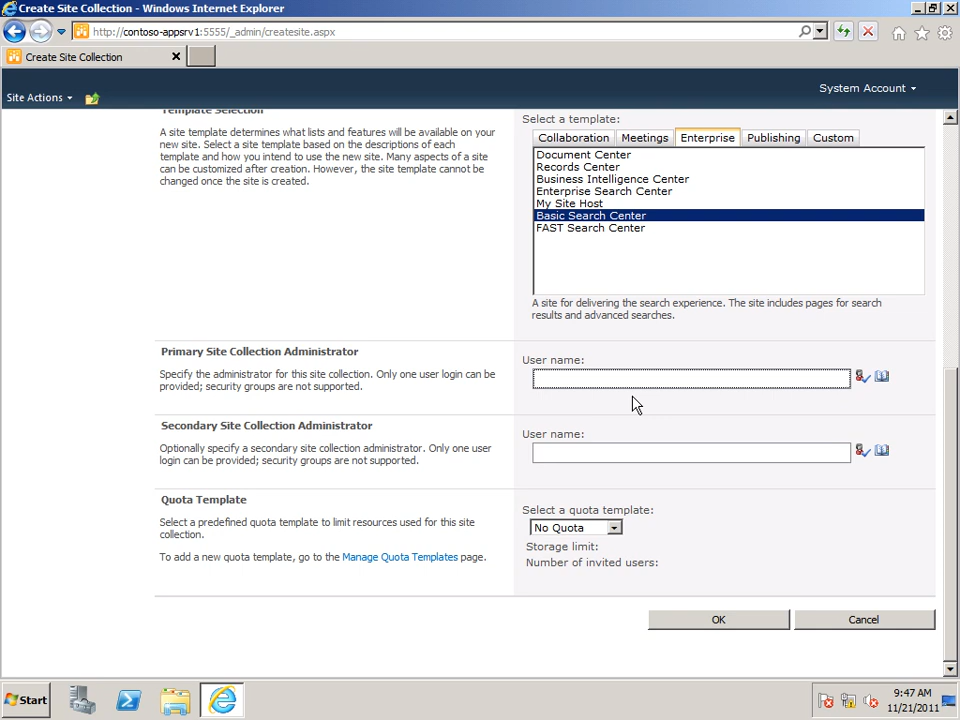 Create Site Collection - Windows Internet Explorer
http://contoso-appsrv1:5555/_admin/createsite.aspx
Create Site Collection
Site Actions
System Account
Template Selection
A site template determines what lists and features will be available on your
new site. Select a site template based on the descriptions of each
template and how you intend to use the new site. Many aspects of a site
can be customized after creation. However, the site template cannot be
changed once the site is created.
Select a template:
Collaboration Meetings Enterprise Publishing Custom
Document Center
Records Center
Business Intelligence Center
Enterprise Search Center
My Site Host
Basic Search Center
FAST Search Center
A site for delivering the search experience. The site includes pages for search
results and advanced searches.
Primary Site Collection Administrator
Specify the administrator for this site collection. Only one user login can be
provided; security groups are not supported.
User name:
Secondary Site Collection Administrator
Optionally specify a secondary site collection administrator. Only one user
login can be provided; security groups are not supported.
User name:
Quota Template
Select a predefined quota template to limit resources used for this site
collection.
To add a new quota template, go to the Manage Quota Templates page.
Select a quota template:
No Quota
Storage limit:
Number of invited users:
OK
Cancel
Start
9:47 AM
11/21/2011